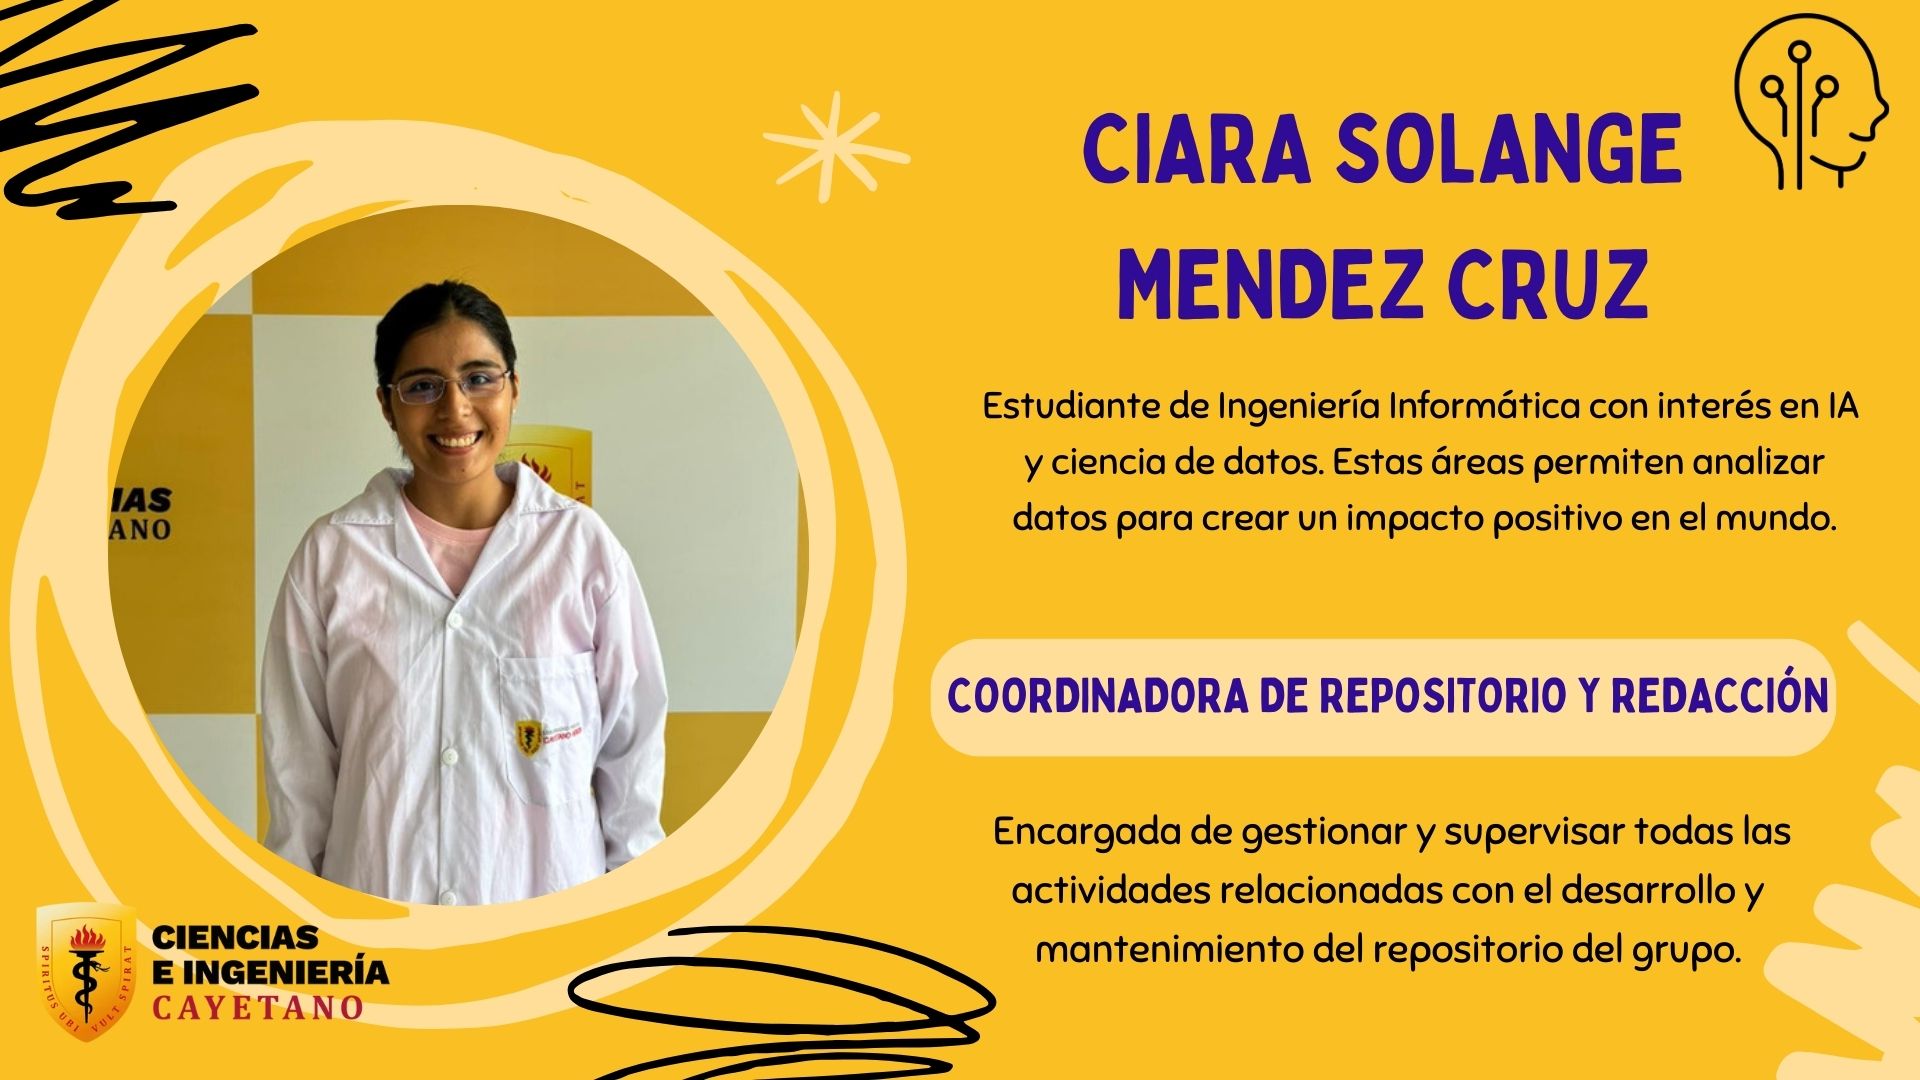 CIARA SOLANGE
MENDEZ CRUZ
Estudiante de Ingeniería Informática con interés en IA
y ciencia de datos. Estas áreas permiten analizar
datos para crear un impacto positivo en el mundo.
COORDINADORA DE REPOSITORIO Y REDACCIÓN
Encargada de gestionar y supervisar todas las
actividades relacionadas con el desarrollo y
mantenimiento del repositorio del grupo.
IAS
ANO
SPIRITUS UBI VULT SPIRAT
CIENCIAS
E INGENIERÍA
CAYETANO